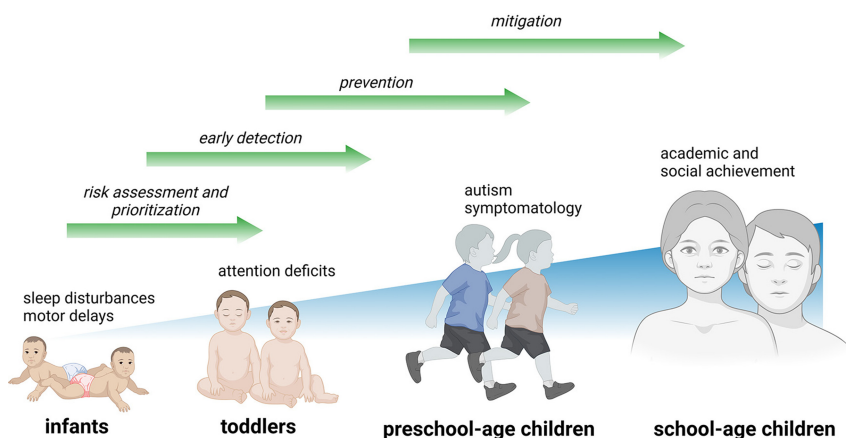 mitigation
prevention
early detection
risk assessment and
prioritization
academic and
social achievement
autism
symptomatology
attention deficits
sleep disturbances
motor delays
infants
toddlers
preschool-age children
school-age children